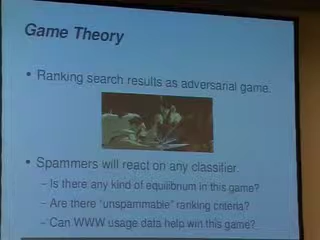 Game Theory
• Ranking search results as adversarial game.
• Spammers will react on any classifier.
– Is there any kind of equilibrium in this game?
– Are there “unspammable” ranking criteria?
– Can WWW usage data help win this game?